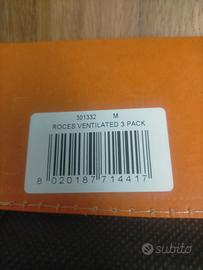 301332 M
ROCES VENTILATED 3 PACK
8 020187 714417
subito